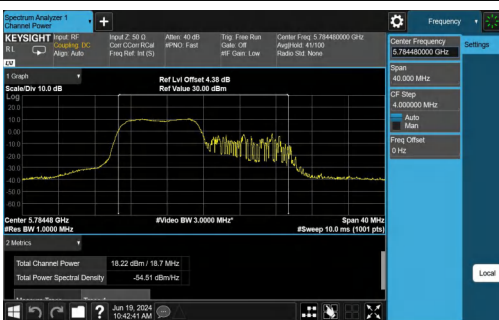 Spectrum Analyzer 1
Channel Power
KEYSIGHT Input: RF
RL
Coupling: DC
Align: Auto
Input Z: 50 Ω
Corr CCorr RCal
Freq Ref: Int (S)
Atten: 40 dB
#PNO: Fast
Trig: Free Run
Gate: Off
#IF Gain: Low
Center Freq: 5.784480000 GHz
Avg|Hold: 41/100
Radio Std: None
LW
1 Graph
Scale/Div 10.0 dB
Ref Lvl Offset 4.38 dB
Ref Value 30.00 dBm
Log
20.0
10.0
0.00
-10.0
-20.0
-30.0
-40.0
-50.0
-60.0
Center 5.78448 GHz
#Video BW 3.0000 MHz*
Span 40 MHz
#Res BW 1.0000 MHz
#Sweep 10.0 ms (1001 pts)
2 Metrics
Total Channel Power 18.22 dBm / 18.7 MHz
Total Power Spectral Density -54.51 dBm/Hz
Jun 19, 2024
10:42:41 AM
Frequency
Settings
Center Frequency
5.784480000 GHz
Span
40.000 MHz
CF Step
4.000000 MHz
Auto
Man
Freq Offset
0 Hz
Local